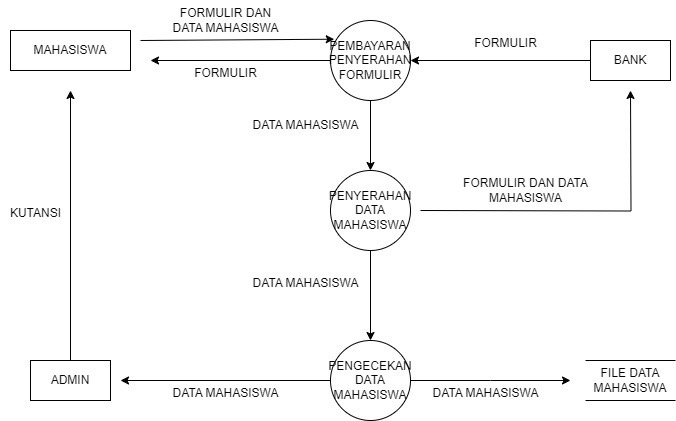 FORMULIR DAN
DATA MAHASISWA
MAHASISWA
FORMULIR
PEMBAYARAN
PENYERAHAN
FORMULIR
FORMULIR
BANK
DATA MAHASISWA
KUTANSI
PENYERAHAN
DATA
MAHASISWA
FORMULIR DAN DATA
MAHASISWA
DATA MAHASISWA
ADMIN
DATA MAHASISWA
PENGECEKAN
DATA
MAHASISWA
DATA MAHASISWA
FILE DATA
MAHASISWA